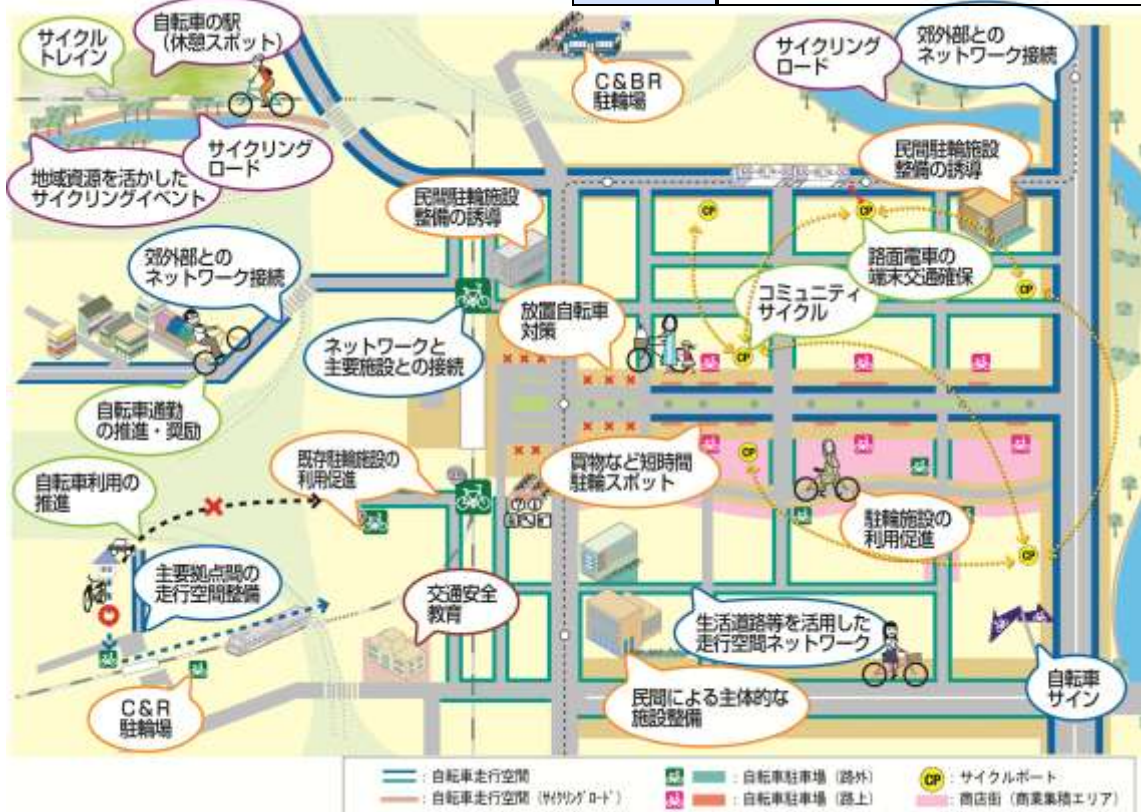 サイクル
トレイン
自転車の駅
(休憩スポット)
C&BR
駐輪場
サイクリング
ロード
郊外部との
ネットワーク接続
地域資源を活かした
サイクリングイベント
サイクリング
ロード
民間駐輪施設
整備の誘導
民間駐輪施設
整備の誘導
CP
CP
路面電車の
端末交通確保
郊外部との
ネットワーク接続
コミュニティ
サイクル
CP
放置自転車
対策
ネットワークと
主要施設との接続
CP
自転車通勤
の推進・奨励
既存駐輪施設の
利用促進
買物など短時間
駐輪スポット
CP
自転車利用の
推進
駐輪施設の
利用促進
CP
主要拠点間の
走行空間整備
交通安全
教育
生活道路等を活用した
走行空間ネットワーク
民間による主体的な
施設整備
自転車
サイン
C&R
駐輪場
:自転車走行空間
:自転車駐車場(路外)
CP :サイクルポート
:自転車走行空間(サイクリングロード)
:自転車駐車場(路上)
:商店街(商業集積エリア)